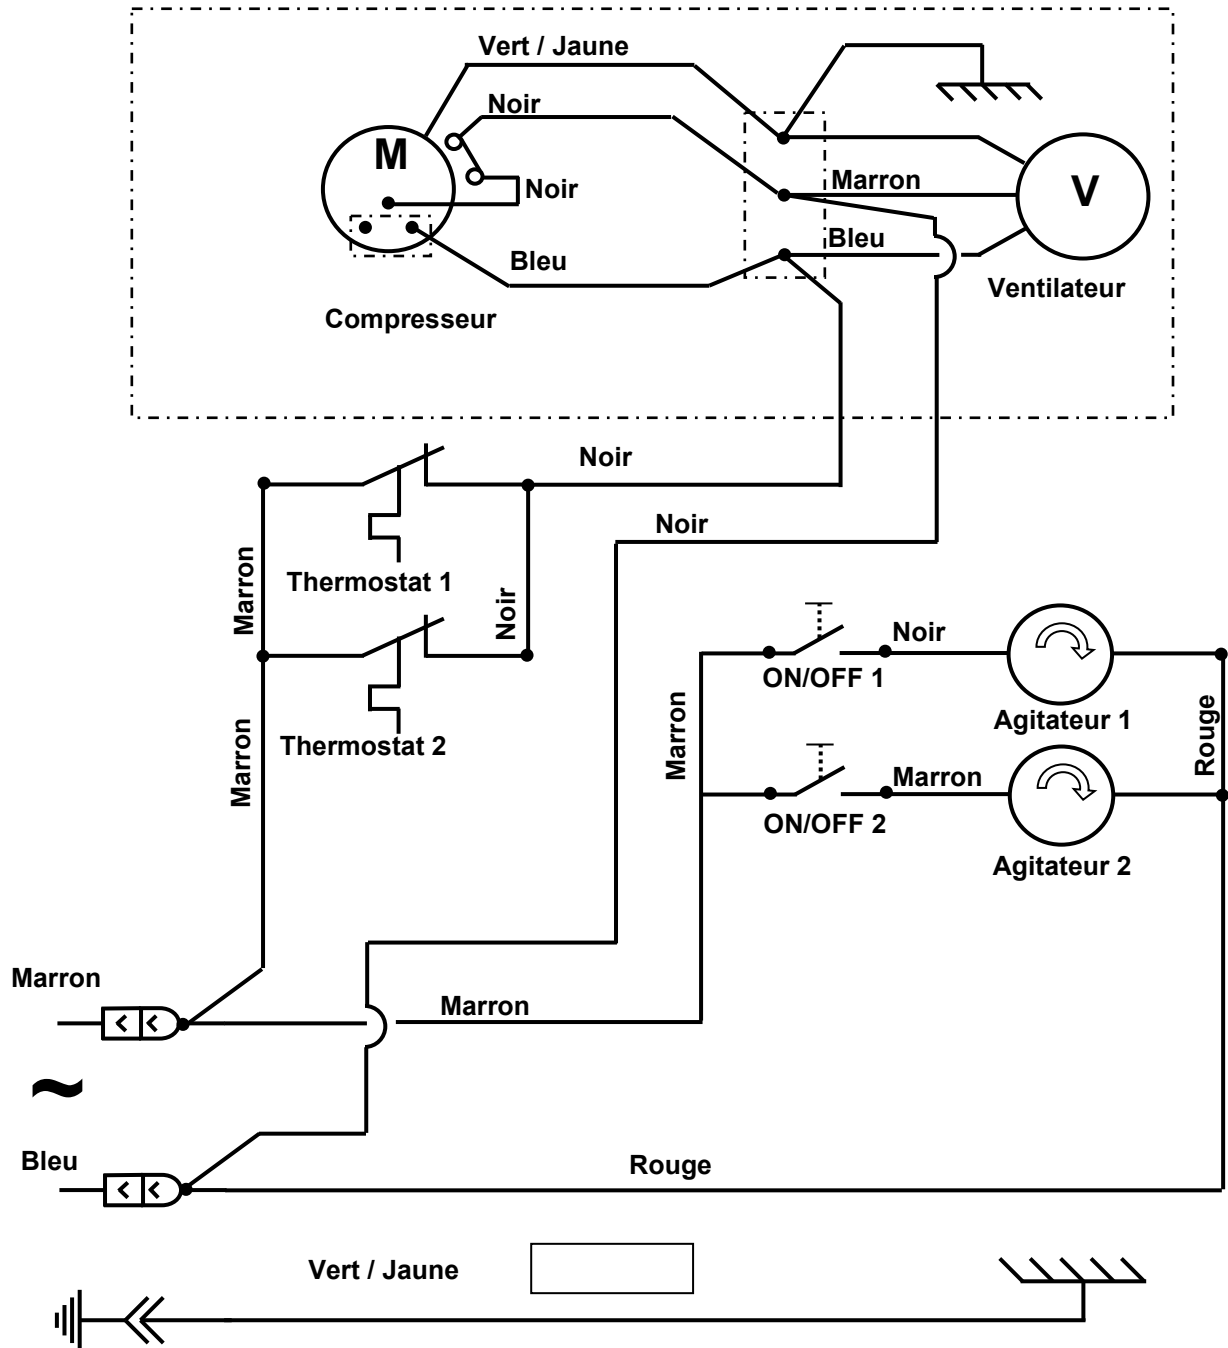 Vert / Jaune
Noir
M
Noir
Marron
V
Bleu
Bleu
Ventilateur
Compresseur
Noir
Noir
Marron
Thermostat 1
Noir
Noir
ON/OFF 1
Agitateur 1
Marron
Thermostat 2
Marron
Rouge
Marron
ON/OFF 2
Agitateur 2
Marron
Marron
~
Bleu
Rouge
Vert / Jaune